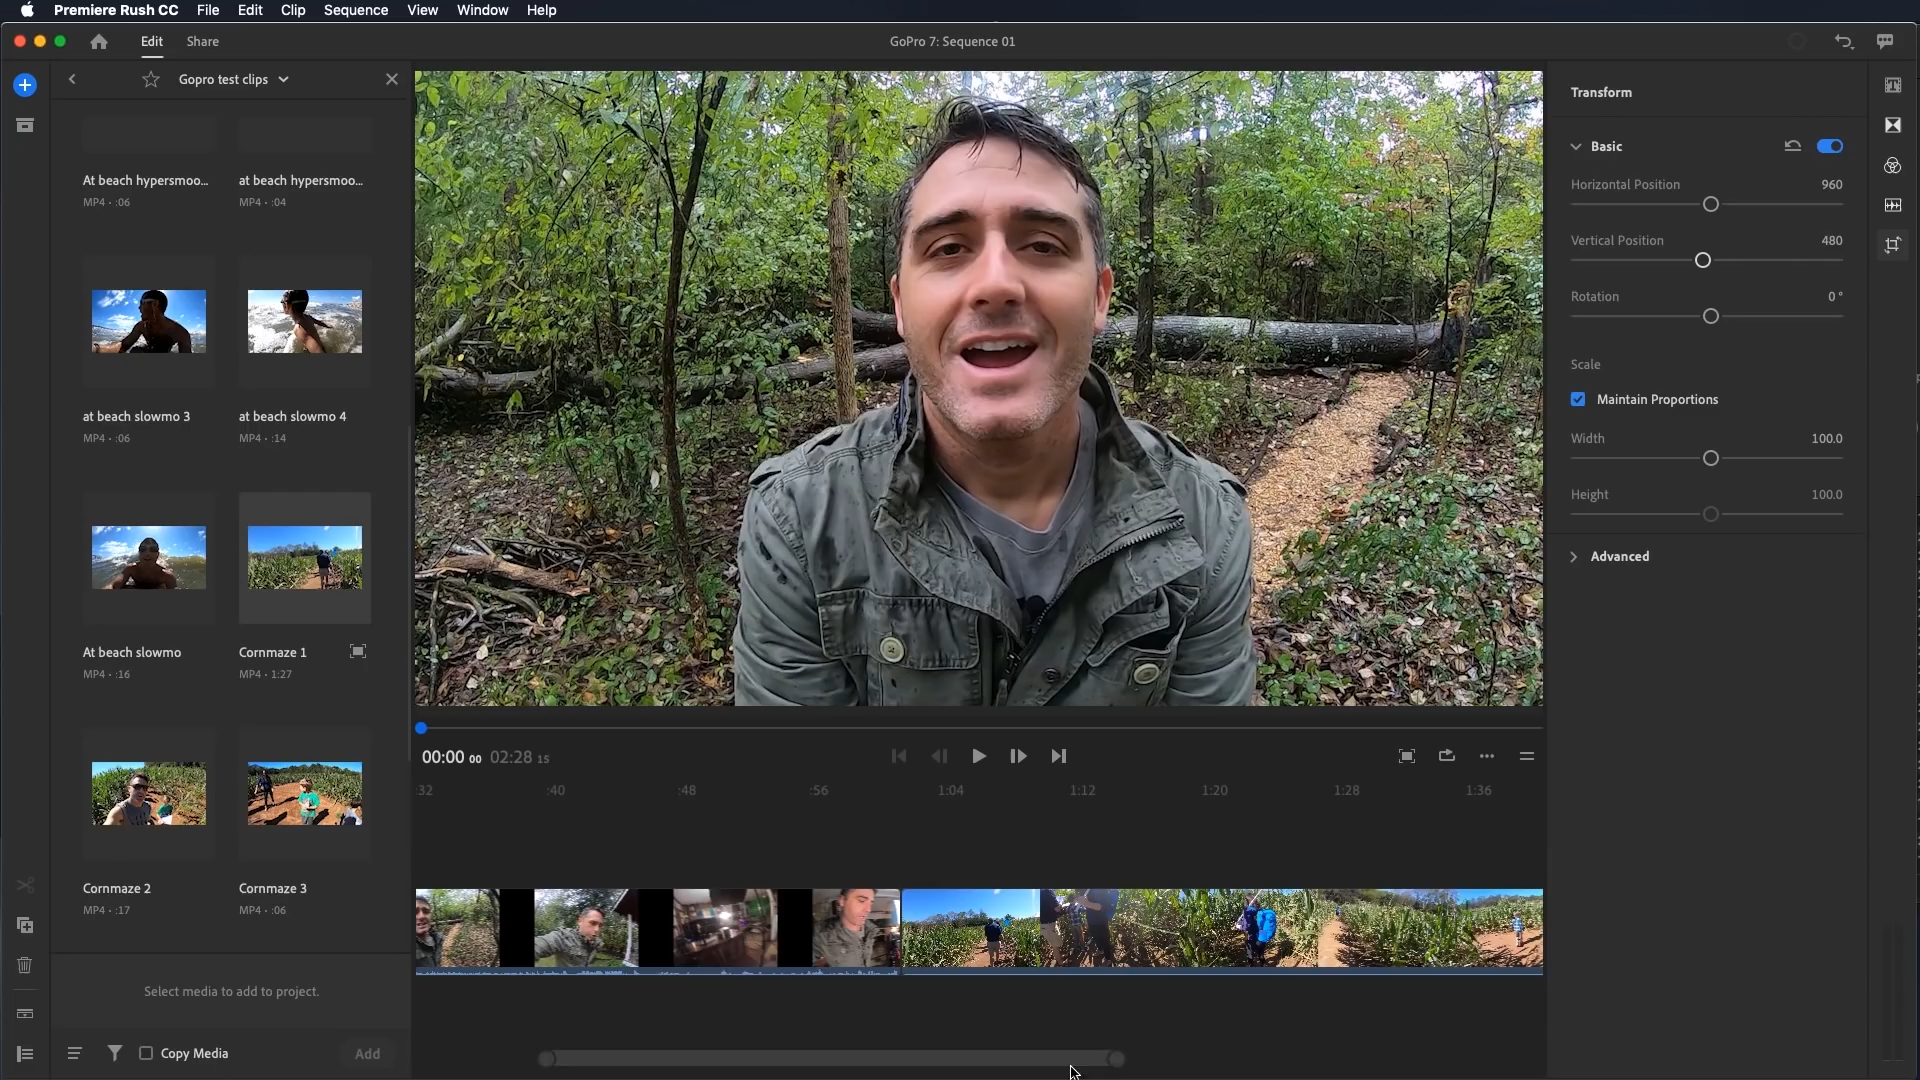 Premiere Rush CC File Edit Clip Sequence View Window Help
Edit Share GoPro 7: Sequence 01
Gopro test clips
At beach hypersmoo... at beach hypersmoo...
MP4 • :06 MP4 • :04
at beach slowmo 3 at beach slowmo 4
MP4 • :06 MP4 • :14
At beach slowmo Cornmaze 1
MP4 • :16 MP4 • 1:27
Cornmaze 2 Cornmaze 3
MP4 • :17 MP4 • :06
Select media to add to project.
Copy Media Add
00:00 00 02:28 15
:32 :40 :48 :56 1:04 1:12 1:20 1:28 1:36
Transform
Basic
Horizontal Position 960
Vertical Position 480
Rotation 0 °
Scale
Maintain Proportions
Width 100.0
Height 100.0
Advanced